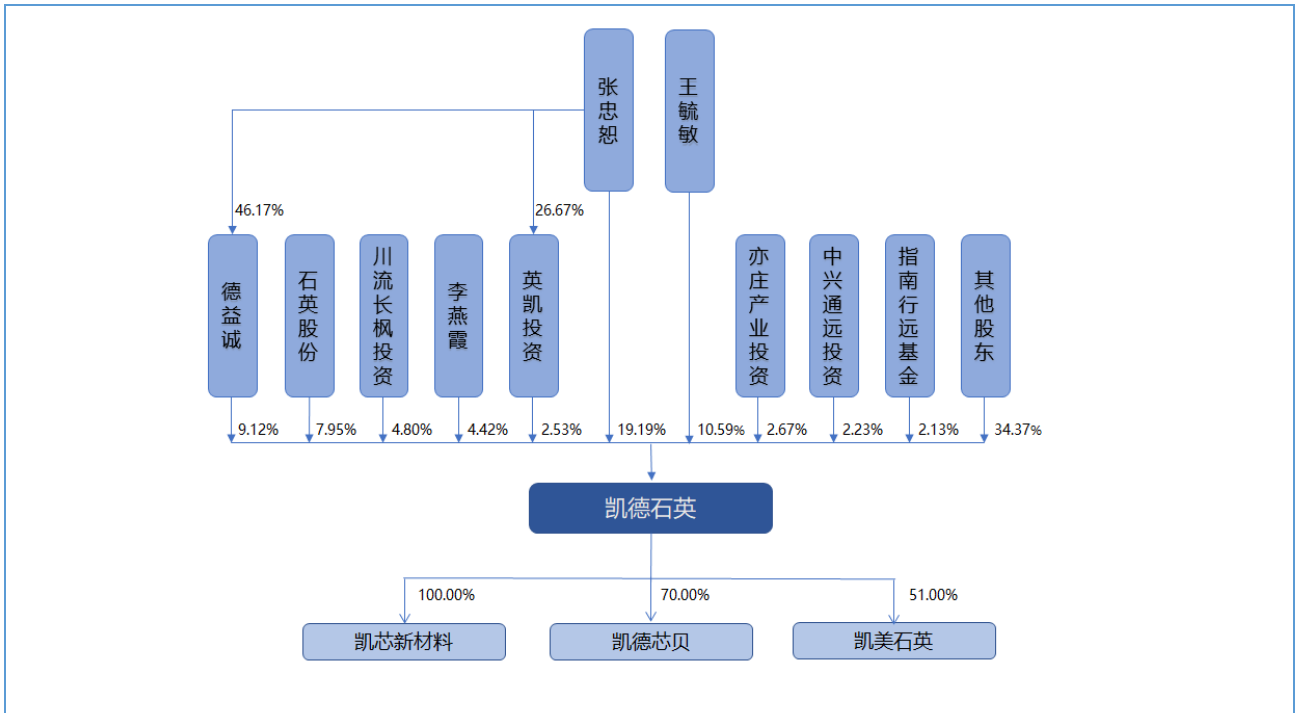 张忠恕
王毓敏
46.17%
26.67%
德益诚
石英股份
川流长枫投资
李燕霞
英凯投资
亦庄产业投资
中兴通远投资
指南行远基金
其他股东
9.12%
7.95%
4.80%
4.42%
2.53%
19.19%
10.59%
2.67%
2.23%
2.13%
34.37%
凯德石英
100.00%
70.00%
51.00%
凯芯新材料
凯德芯贝
凯美石英